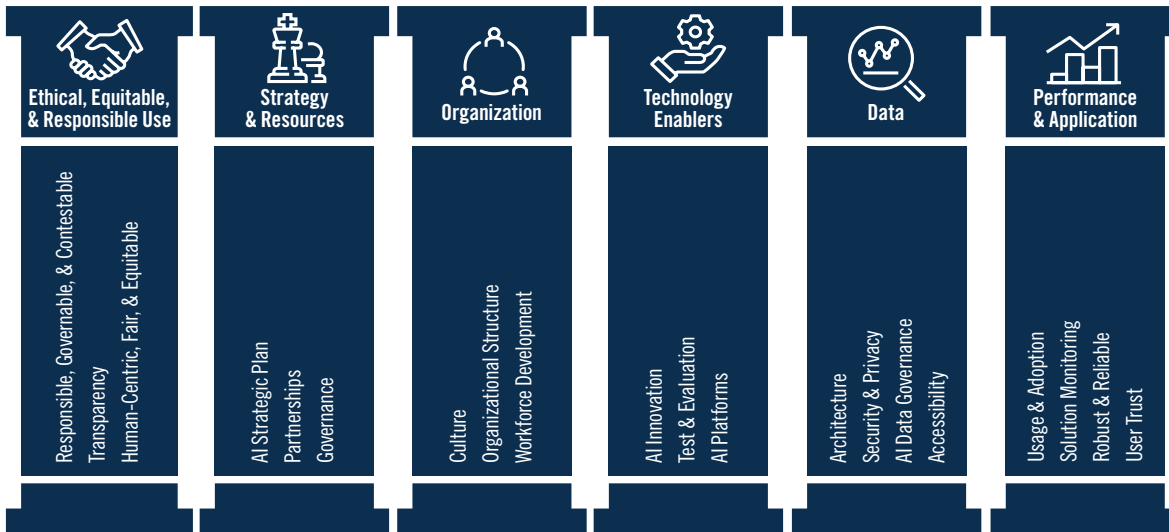 Ethical, Equitable,
& Responsible Use
Responsible, Governable, & Contestable
Transparency
Human-Centric, Fair, & Equitable
Strategy
& Resources
AI Strategic Plan
Partnerships
Governance
Organization
Culture
Organizational Structure
Workforce Development
Technology
Enablers
AI Innovation
Test & Evaluation
AI Platforms
Data
Architecture
Security & Privacy
AI Data Governance
Accessibility
Performance
& Application
Usage & Adoption
Solution Monitoring
Robust & Reliable
User Trust